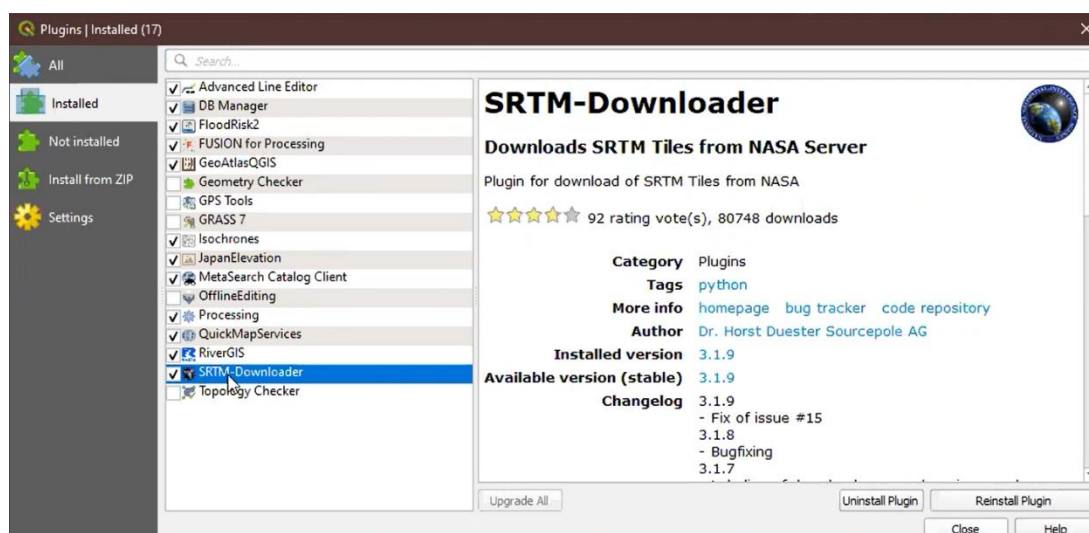 Plugins | Installed (17)
All
Installed
Not installed
Install from ZIP
Settings
Search...
Advanced Line Editor
DB Manager
FloodRisk2
FUSION for Processing
GeoAtlasQGIS
Geometry Checker
GPS Tools
GRASS 7
Isochrones
JapanElevation
MetaSearch Catalog Client
OfflineEditing
Processing
QuickMapServices
RiverGIS
SRTM-Downloader
Topology Checker
SRTM-Downloader
Downloads SRTM Tiles from NASA Server
Plugin for download of SRTM Tiles from NASA
92 rating vote(s), 80748 downloads
Category Plugins
Tags python
More info homepage bug tracker code repository
Author Dr. Horst Duester Sourcepole AG
Installed version 3.1.9
Available version (stable) 3.1.9
Changelog 3.1.9
- Fix of issue #15
3.1.8
- Bugfixing
3.1.7
Upgrade All
Uninstall Plugin
Reinstall Plugin
Close
Help